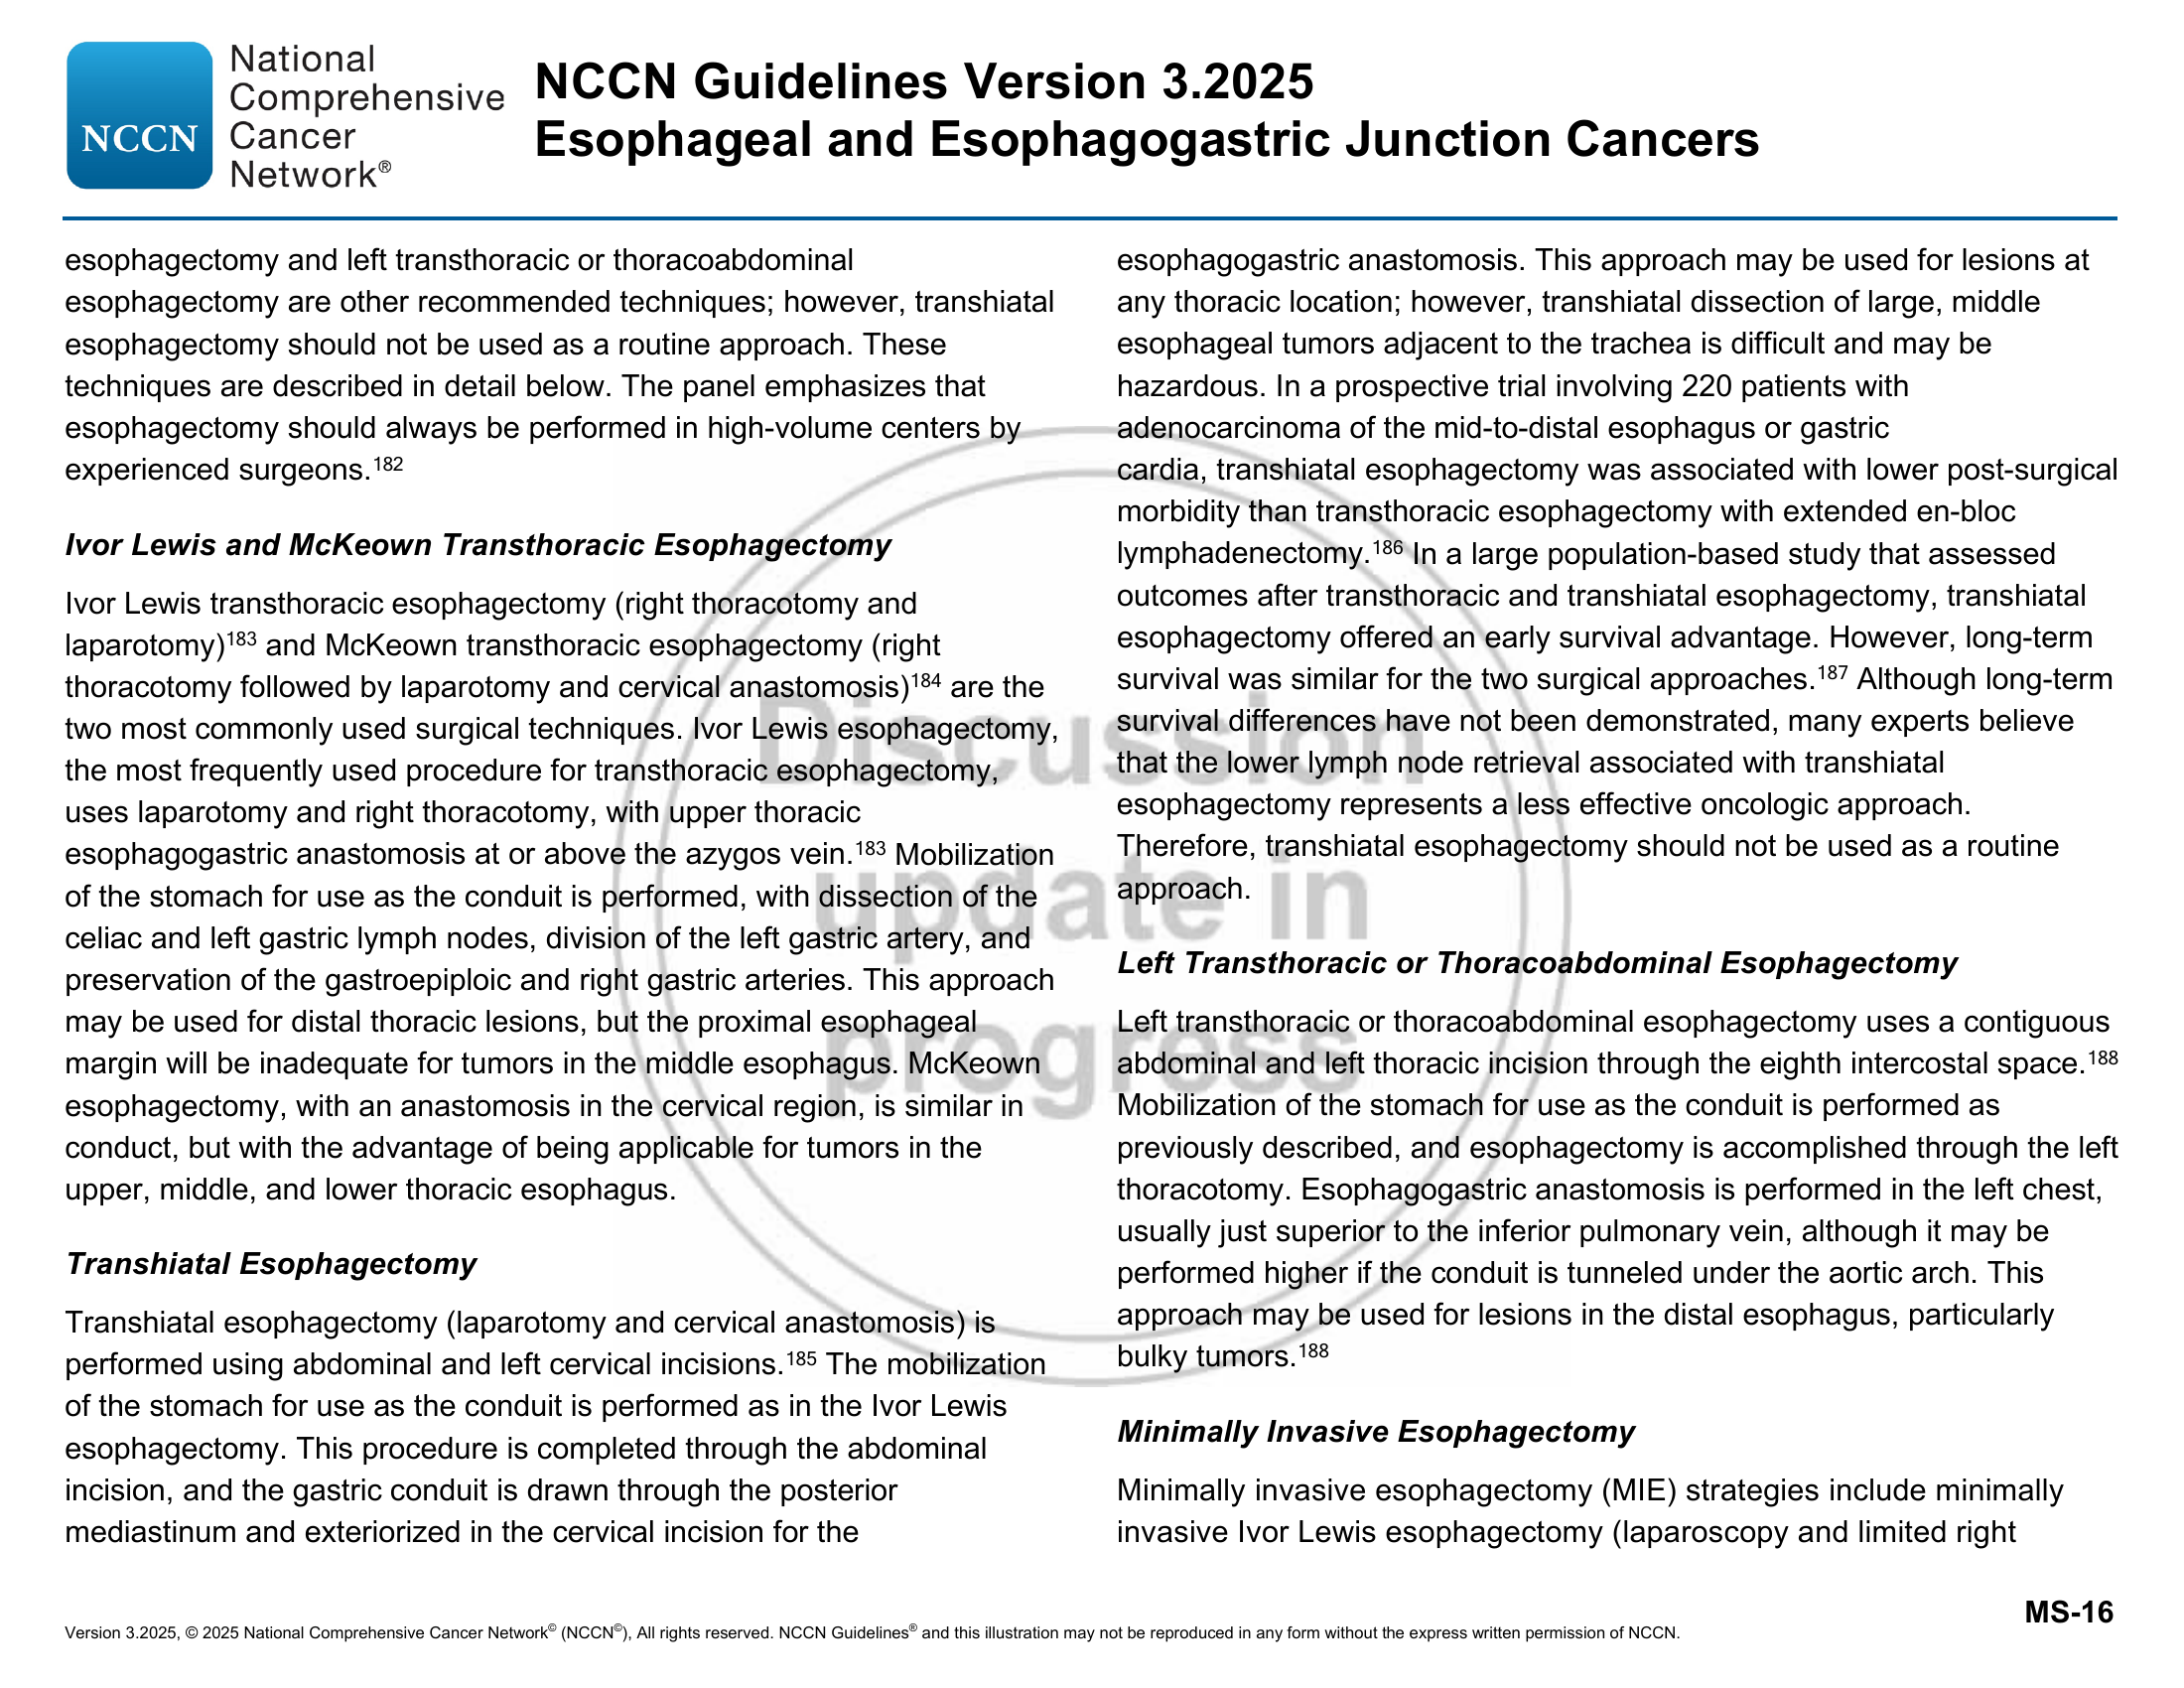 NCCN
National
Comprehensive
Cancer
Network®
NCCN Guidelines Version 3.2025
Esophageal and Esophagogastric Junction Cancers
esophagectomy and left transthoracic or thoracoabdominal
esophagectomy are other recommended techniques; however, transhiatal
esophagectomy should not be used as a routine approach. These
techniques are described in detail below. The panel emphasizes that
esophagectomy should always be performed in high-volume centers by
experienced surgeons.182
Ivor Lewis and McKeown Transthoracic Esophagectomy
Ivor Lewis transthoracic esophagectomy (right thoracotomy and
laparotomy)183 and McKeown transthoracic esophagectomy (right
thoracotomy followed by laparotomy and cervical anastomosis)184 are the
two most commonly used surgical techniques. Ivor Lewis esophagectomy,
the most frequently used procedure for transthoracic esophagectomy,
uses laparotomy and right thoracotomy, with upper thoracic
esophagogastric anastomosis at or above the azygos vein.183 Mobilization
of the stomach for use as the conduit is performed, with dissection of the
celiac and left gastric lymph nodes, division of the left gastric artery, and
preservation of the gastroepiploic and right gastric arteries. This approach
may be used for distal thoracic lesions, but the proximal esophageal
margin will be inadequate for tumors in the middle esophagus. McKeown
esophagectomy, with an anastomosis in the cervical region, is similar in
conduct, but with the advantage of being applicable for tumors in the
upper, middle, and lower thoracic esophagus.
Transhiatal Esophagectomy
Transhiatal esophagectomy (laparotomy and cervical anastomosis) is
performed using abdominal and left cervical incisions.185 The mobilization
of the stomach for use as the conduit is performed as in the Ivor Lewis
esophagectomy. This procedure is completed through the abdominal
incision, and the gastric conduit is drawn through the posterior
mediastinum and exteriorized in the cervical incision for the
esophagogastric anastomosis. This approach may be used for lesions at
any thoracic location; however, transhiatal dissection of large, middle
esophageal tumors adjacent to the trachea is difficult and may be
hazardous. In a prospective trial involving 220 patients with
adenocarcinoma of the mid-to-distal esophagus or gastric
cardia, transhiatal esophagectomy was associated with lower post-surgical
morbidity than transthoracic esophagectomy with extended en-bloc
lymphadenectomy.186 In a large population-based study that assessed
outcomes after transthoracic and transhiatal esophagectomy, transhiatal
esophagectomy offered an early survival advantage. However, long-term
survival was similar for the two surgical approaches.187 Although long-term
survival differences have not been demonstrated, many experts believe
that the lower lymph node retrieval associated with transhiatal
esophagectomy represents a less effective oncologic approach.
Therefore, transhiatal esophagectomy should not be used as a routine
approach.
Left Transthoracic or Thoracoabdominal Esophagectomy
Left transthoracic or thoracoabdominal esophagectomy uses a contiguous
abdominal and left thoracic incision through the eighth intercostal space.188
Mobilization of the stomach for use as the conduit is performed as
previously described, and esophagectomy is accomplished through the left
thoracotomy. Esophagogastric anastomosis is performed in the left chest,
usually just superior to the inferior pulmonary vein, although it may be
performed higher if the conduit is tunneled under the aortic arch. This
approach may be used for lesions in the distal esophagus, particularly
bulky tumors.188
Minimally Invasive Esophagectomy
Minimally invasive esophagectomy (MIE) strategies include minimally
invasive Ivor Lewis esophagectomy (laparoscopy and limited right
Discussion
update in
progress
MS-16
Version 3.2025, © 2025 National Comprehensive Cancer Network© (NCCN©), All rights reserved. NCCN Guidelines® and this illustration may not be reproduced in any form without the express written permission of NCCN.